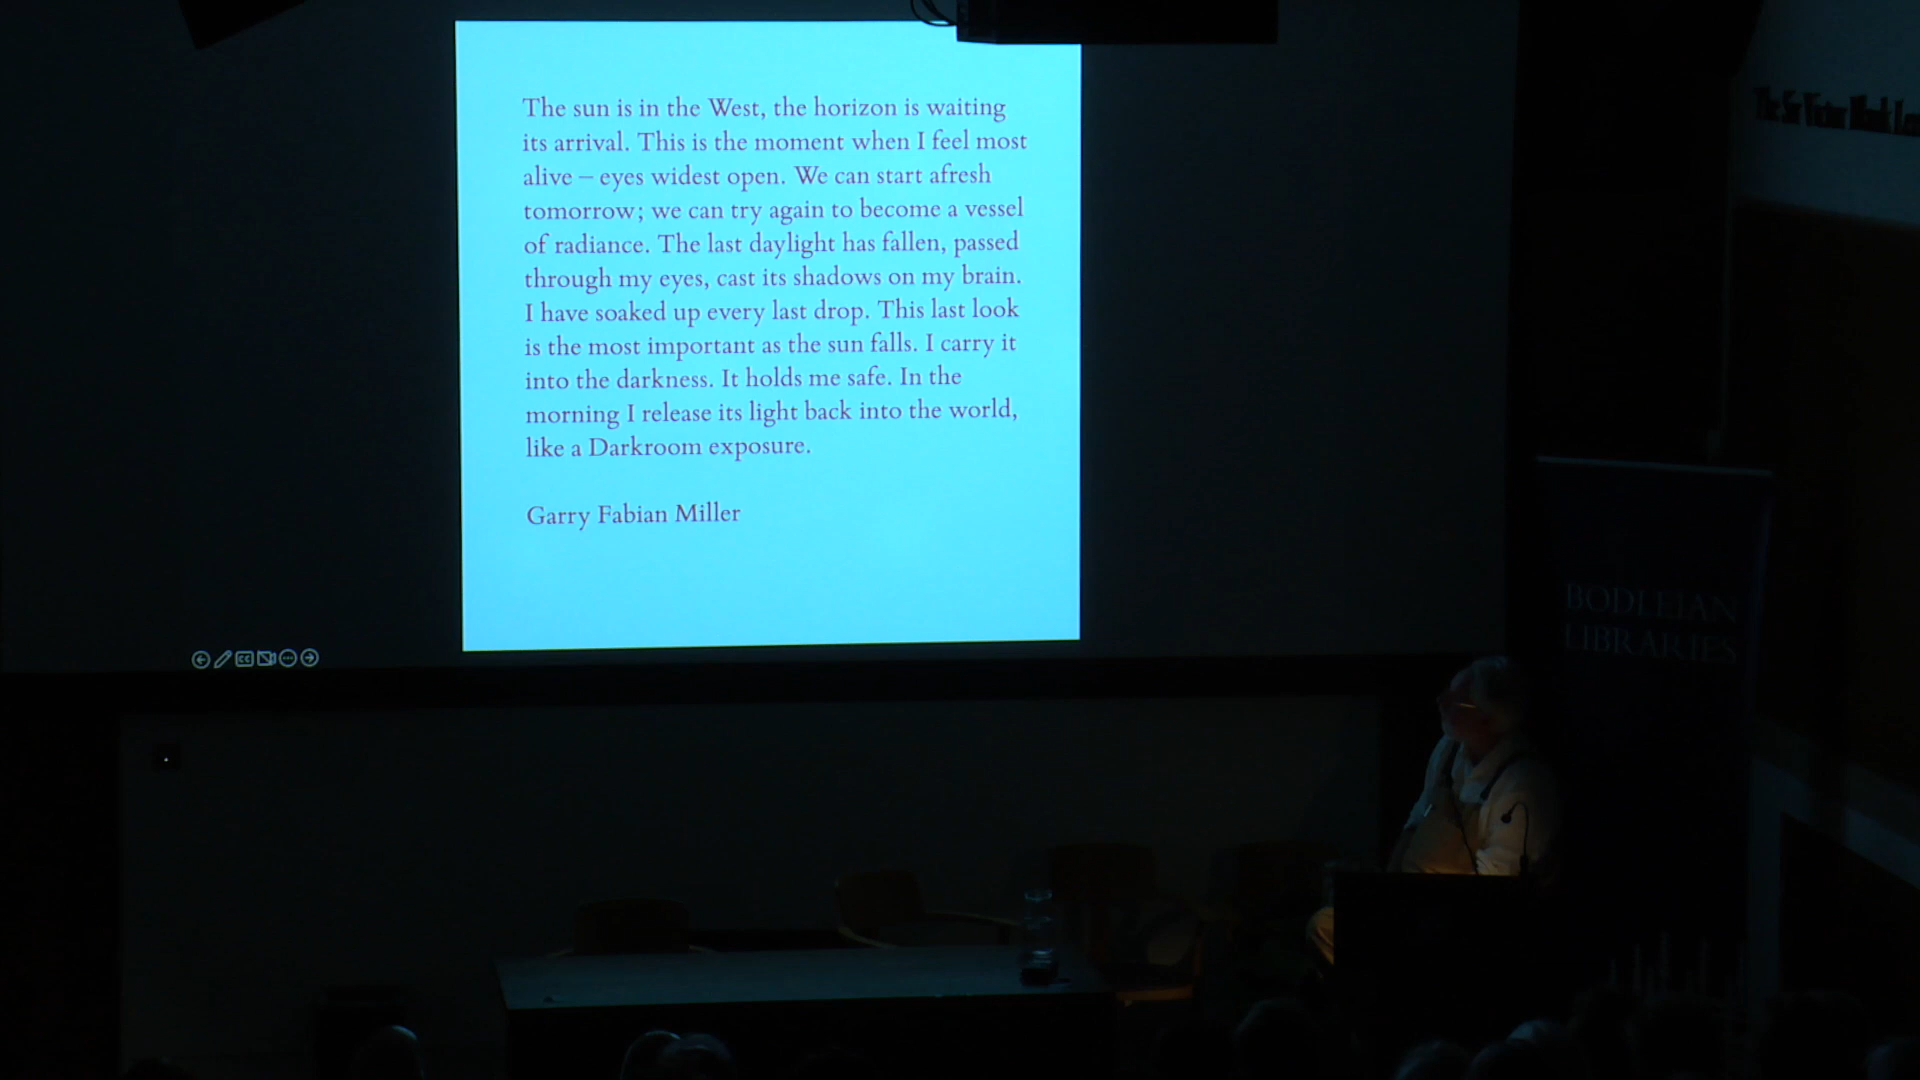 The sun is in the West, the horizon is waiting
its arrival. This is the moment when I feel most
alive – eyes widest open. We can start afresh
tomorrow; we can try again to become a vessel
of radiance. The last daylight has fallen, passed
through my eyes, cast its shadows on my brain.
I have soaked up every last drop. This last look
is the most important as the sun falls. I carry it
into the darkness. It holds me safe. In the
morning I release its light back into the world,
like a Darkroom exposure.
Garry Fabian Miller
The Sir Victor
BODLEIAN
LIBRARIES